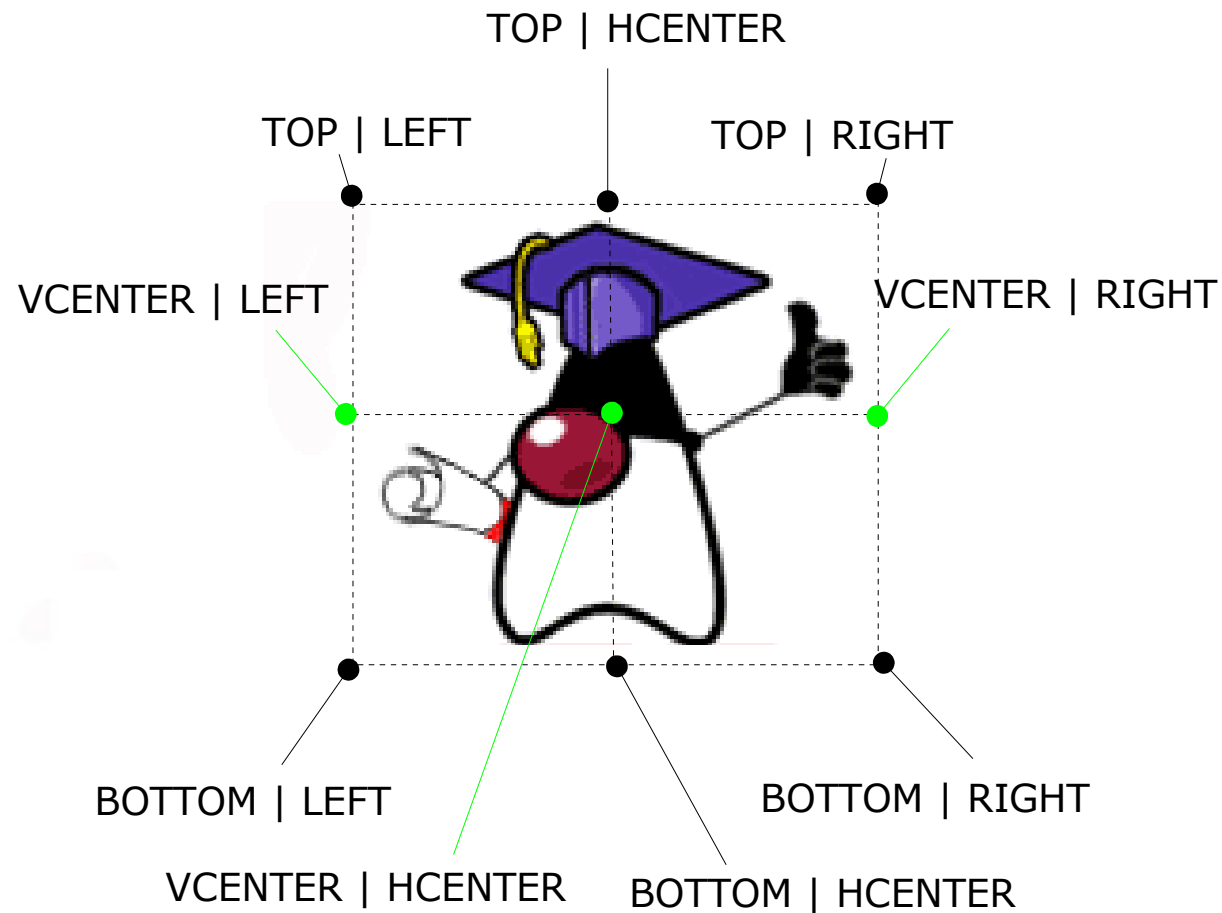 TOP | HCENTER
TOP | LEFT
TOP | RIGHT
VCENTER | LEFT
VCENTER | RIGHT
BOTTOM | LEFT
BOTTOM | RIGHT
VCENTER | HCENTER
BOTTOM | HCENTER